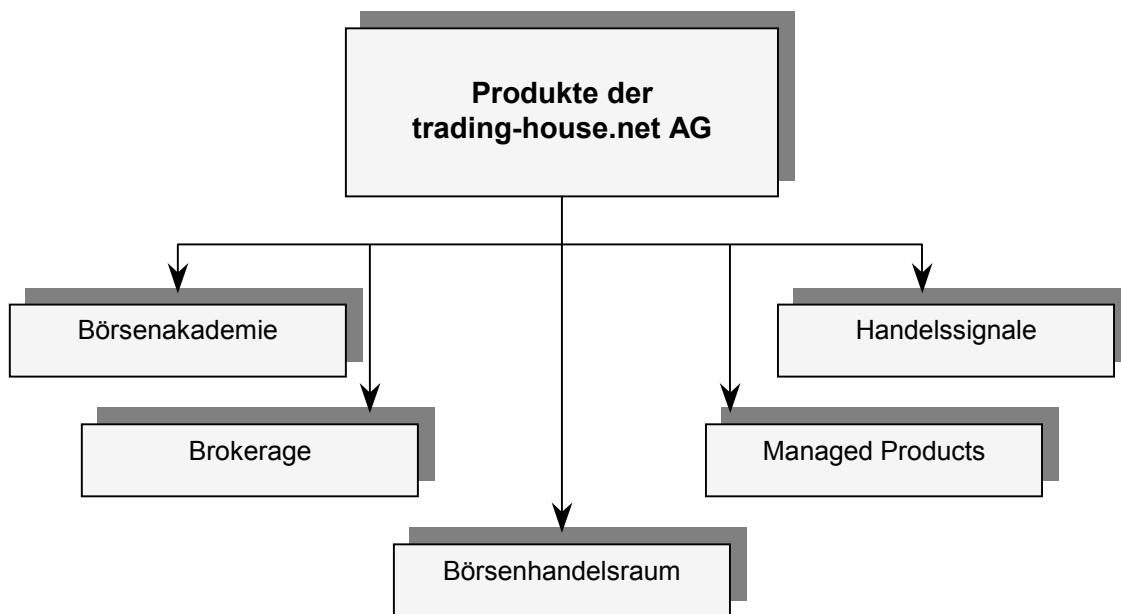 Produkte der
trading-house.net AG
Börsenakademie
Handelssignale
Brokerage
Managed Products
Börsenhandelsraum